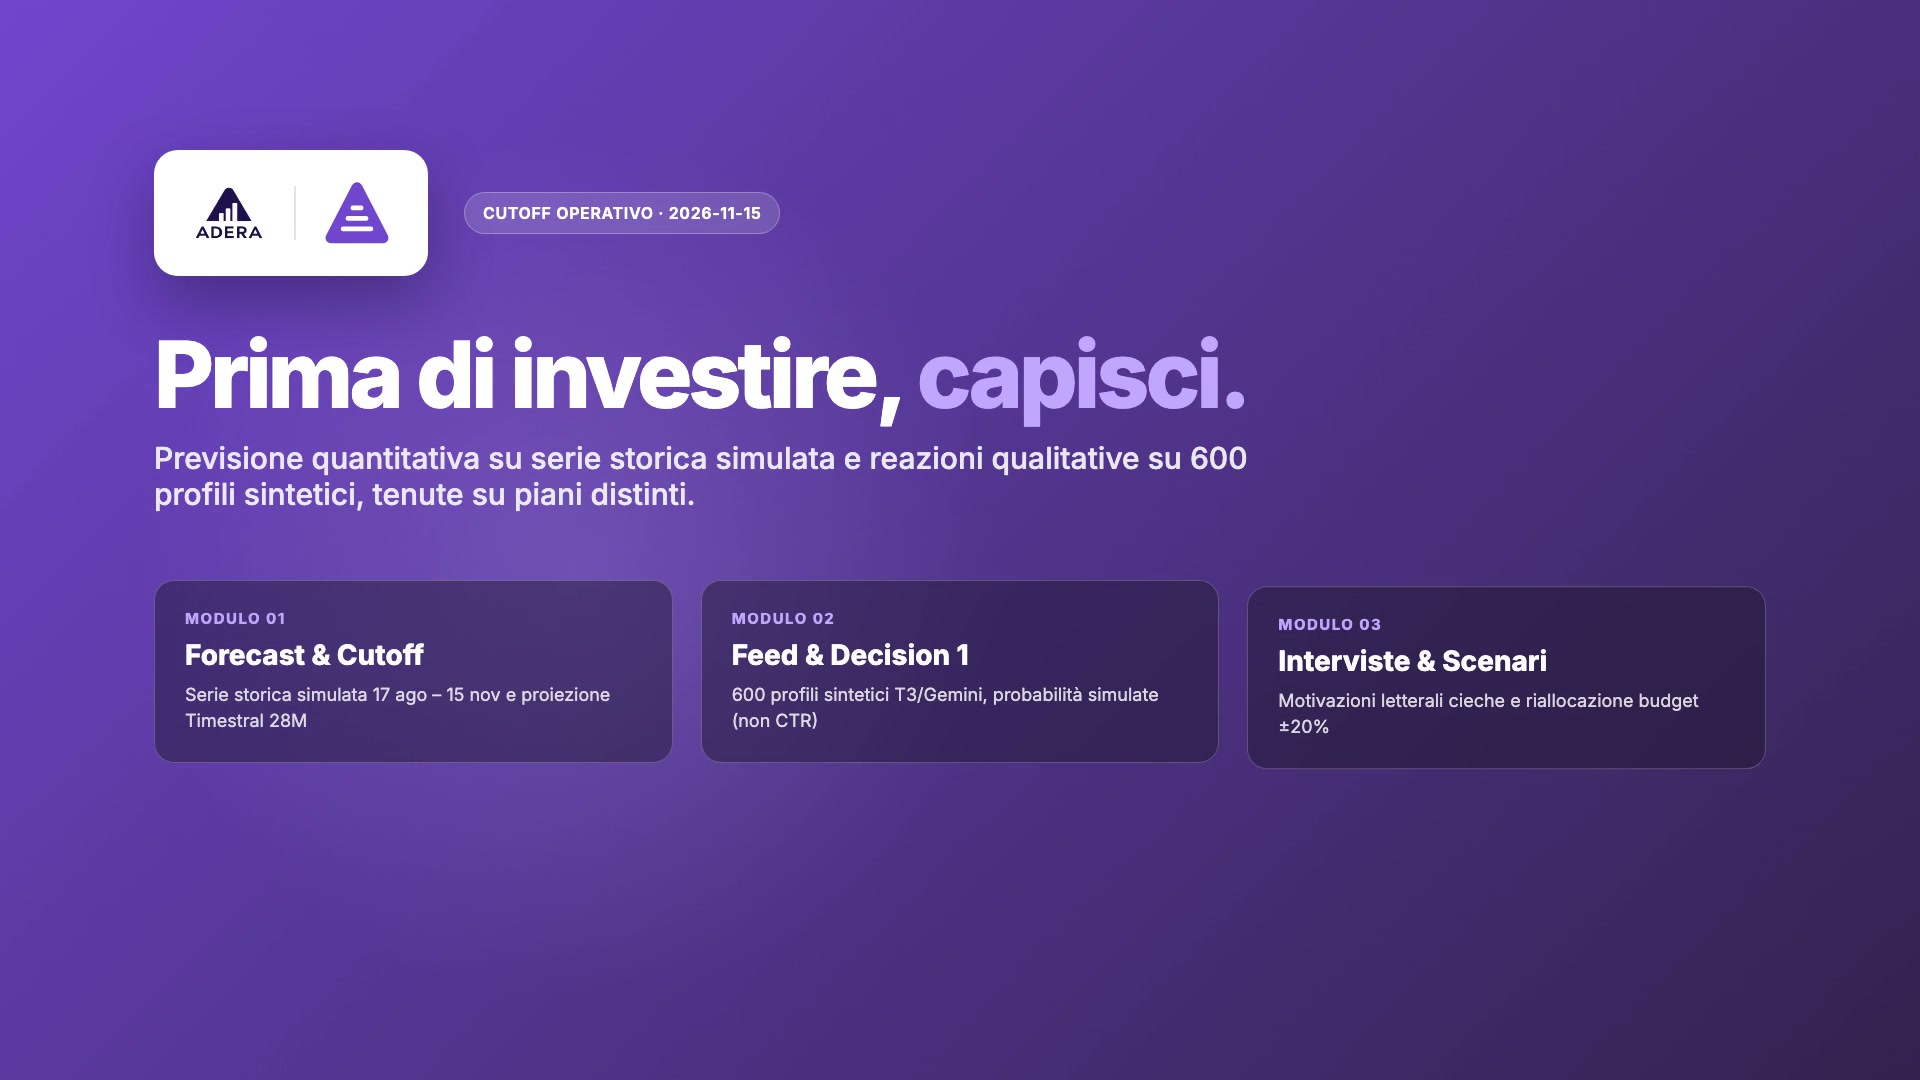 ADERA
CUTOFF OPERATIVO · 2026-11-15
Prima di investire, capisci.
Previsione quantitativa su serie storica simulata e reazioni qualitative su 600
profili sintetici, tenute su piani distinti.
MODULO 01
Forecast & Cutoff
Serie storica simulata 17 ago – 15 nov e proiezione
Timestral 28M
MODULO 02
Feed & Decision 1
600 profili sintetici T3/Gemini, probabilità simulate
(non CTR)
MODULO 03
Interviste & Scenari
Motivazioni letterali cieche e riallocazione budget
±20%